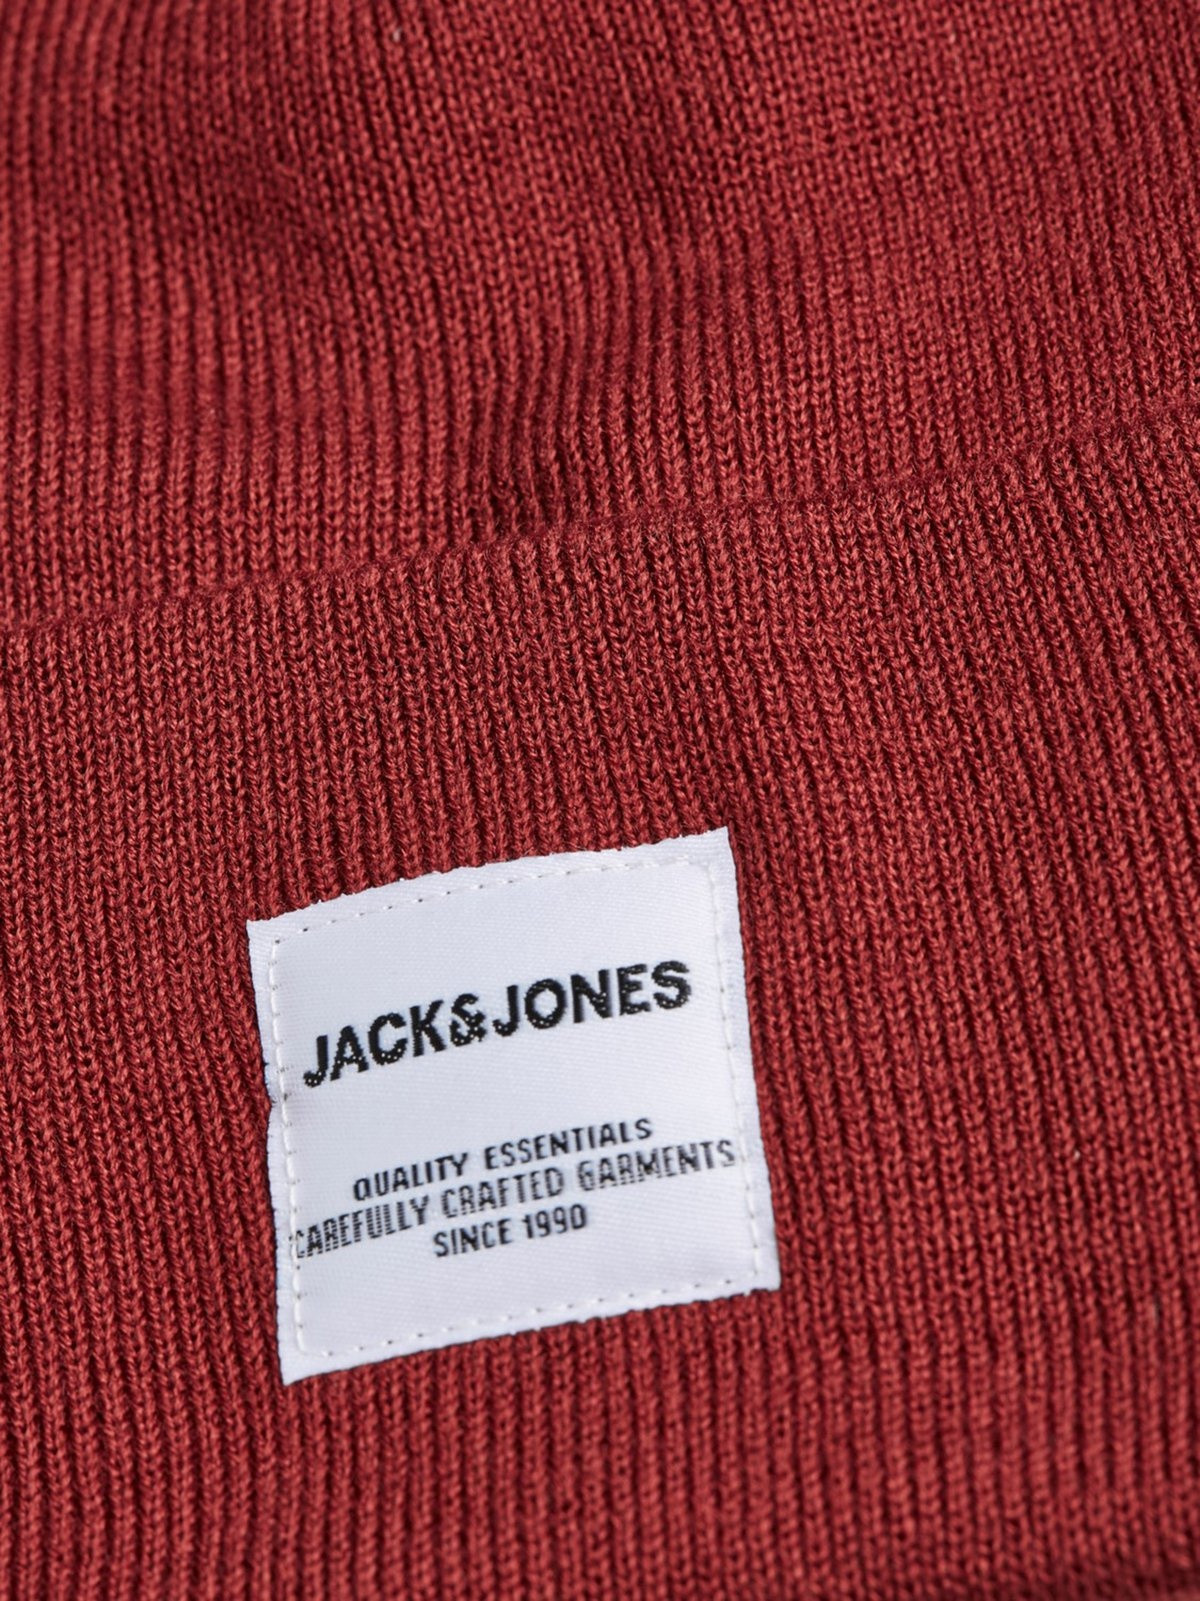 JACK&JONES
QUALITY ESSENTIALS
CAREFULLY CRAFTED GARMENTS
SINCE 1990